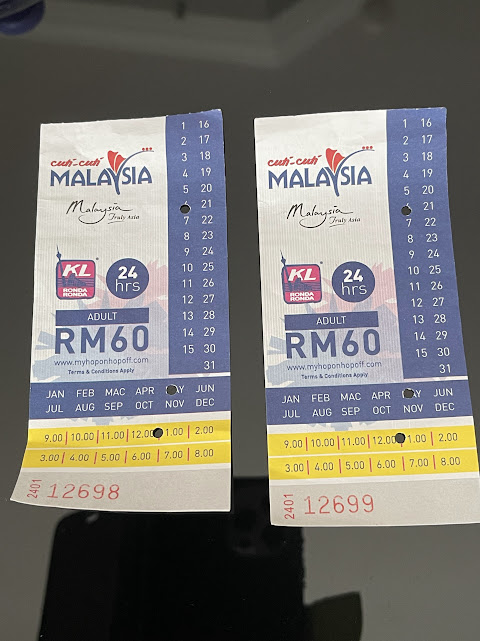 cuti-cuti
MALAYSIA
Malaysia
Truly Asia
KL
RONDA
RONDA
24
hrs
ADULT
RM60
www.myhoponhopoff.com
Terms & Conditions Apply
1 16
2 17
3 18
4 19
5 20
21
7 22
8 23
9 24
10 25
11 26
12 27
13 28
14 29
15 30
31
JAN FEB MAC APR AY JUN
JUL AUG SEP OCT NOV DEC
9.00 | 10.00 | 11.00 | 12.00 1.00 | 2.00
3.00 | 4.00 | 5.00 | 6.00 | 7.00 | 8.00
2401 12698
cuti-cuti
MALAYSIA
Malaysia
Truly Asia
KL
RONDA
RONDA
24
hrs
ADULT
RM60
www.myhoponhopoff.com
Terms & Conditions Apply
1 16
2 17
3 18
4 19
5 20
21
7 22
8 23
9 24
10 25
11 26
12 27
13 28
14 29
15 30
31
JAN FEB MAC APR AY JUN
JUL AUG SEP OCT NOV DEC
9.00 | 10.00 | 11.00 | 12.00 1.00 | 2.00
3.00 | 4.00 | 5.00 | 6.00 | 7.00 | 8.00
2401 12699